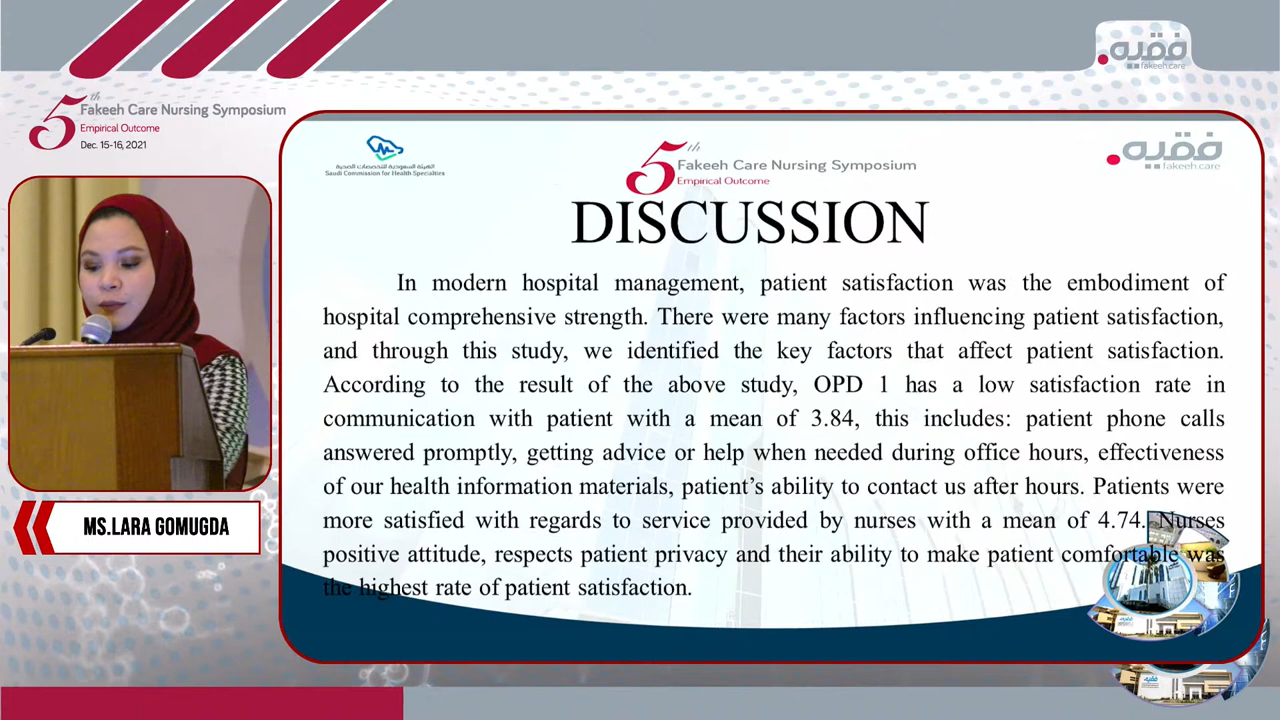 فقيه
fakeeh.care
5th
Fakeeh Care Nursing Symposium
Empirical Outcome
Dec. 15-16, 2021
الهيئة السعودية للتخصصات الصحية
Saudi Commission for Health Specialties
5th
Fakeeh Care Nursing Symposium
Empirical Outcome
فقيه
fakeeh.care
DISCUSSION
In modern hospital management, patient satisfaction was the embodiment of
hospital comprehensive strength. There were many factors influencing patient satisfaction,
and through this study, we identified the key factors that affect patient satisfaction.
According to the result of the above study, OPD 1 has a low satisfaction rate in
communication with patient with a mean of 3.84, this includes: patient phone calls
answered promptly, getting advice or help when needed during office hours, effectiveness
of our health information materials, patient’s ability to contact us after hours. Patients were
more satisfied with regards to service provided by nurses with a mean of 4.74. Nurses
positive attitude, respects patient privacy and their ability to make patient comfortable was
the highest rate of patient satisfaction.
MS.LARA GOMUGDA
فقيه